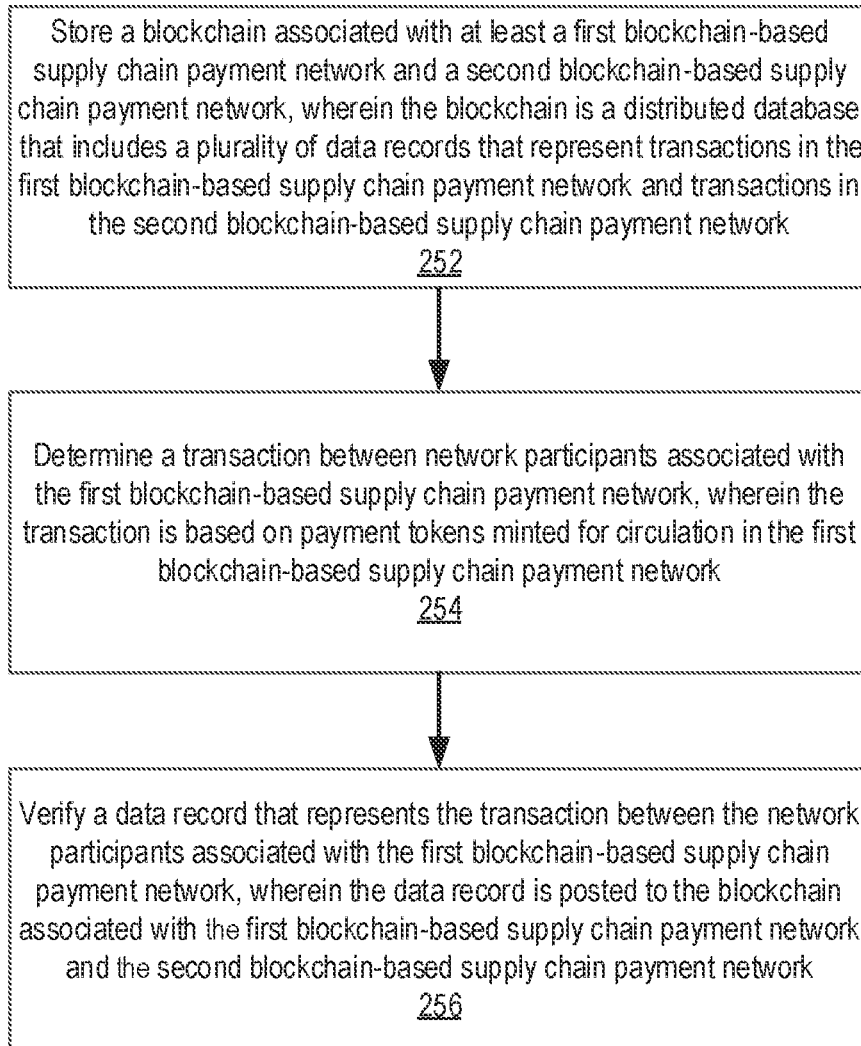 Store a blockchain associated with at least a first blockchain-based
supply chain payment network and a second blockchain-based supply
chain payment network, wherein the blockchain is a distributed database
that includes a plurality of data records that represent transactions in the
first blockchain-based supply chain payment network and transactions in
the second blockchain-based supply chain payment network
252
Determine a transaction between network participants associated with
the first blockchain-based supply chain payment network, wherein the
transaction is based on payment tokens minted for circulation in the first
blockchain-based supply chain payment network
254
Verify a data record that represents the transaction between the network
participants associated with the first blockchain-based supply chain
payment network, wherein the data record is posted to the blockchain
associated with the first blockchain-based supply chain payment network
and the second blockchain-based supply chain payment network
256